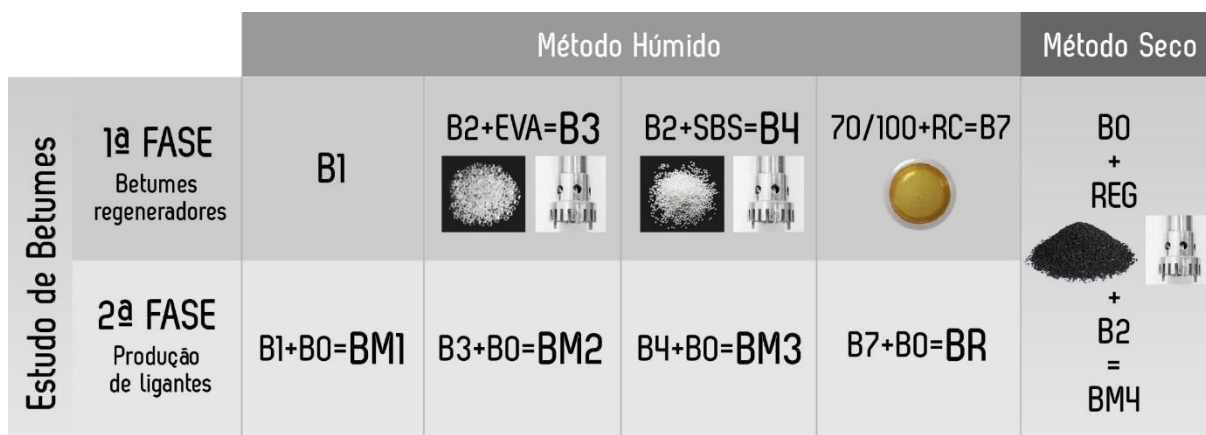 Método Húmido
Método Seco
Estudo de Betumes
1ª FASE
Betumes
regeneradores
B1
B2+EVA=B3
B2+SBS=B4
70/100+RC=B7
B0
+
REG
+
B2
=
BM4
2ª FASE
Produção
de ligantes
B1+B0=BM1
B3+B0=BM2
B4+B0=BM3
B7+B0=BR